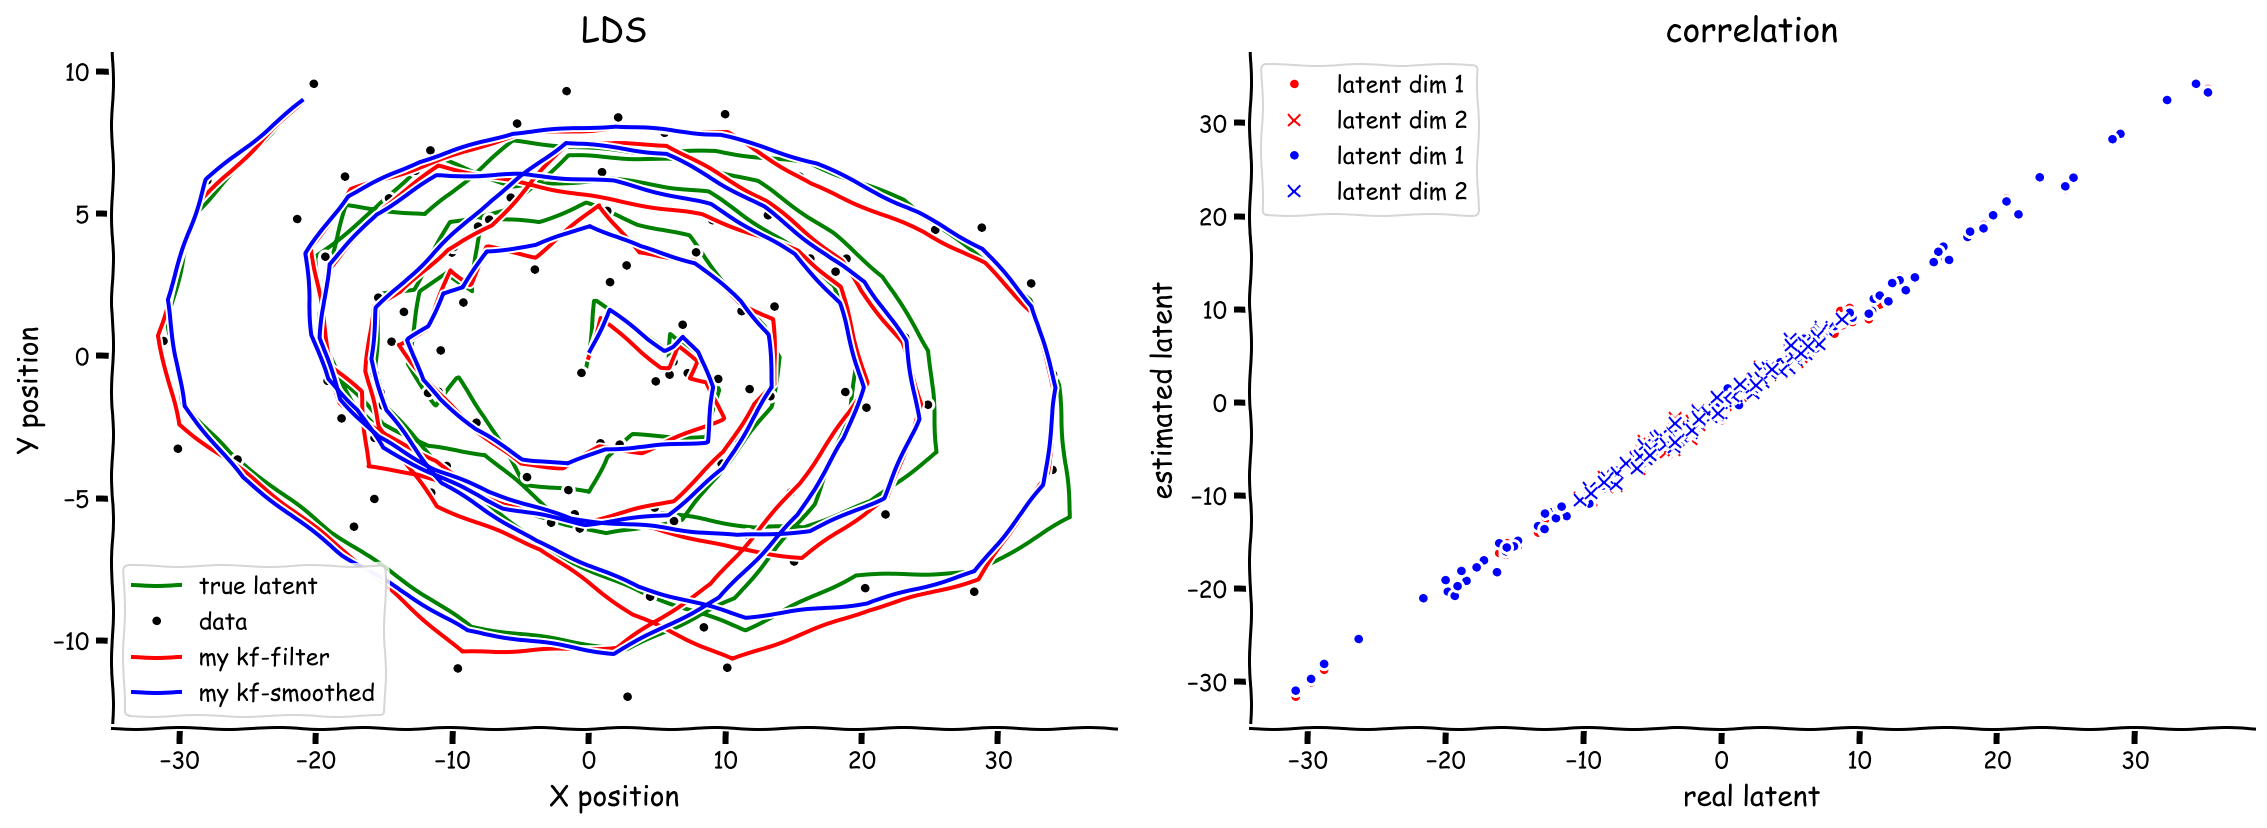 LDS
10
5
0
−5
−10
Y position
true latent
data
my kf-filter
my kf-smoothed
−30
−20
−10
0
10
20
30
X position
correlation
latent dim 1
latent dim 2
latent dim 1
latent dim 2
30
20
10
0
−10
−20
−30
estimated latent
−30
−20
−10
0
10
20
30
real latent